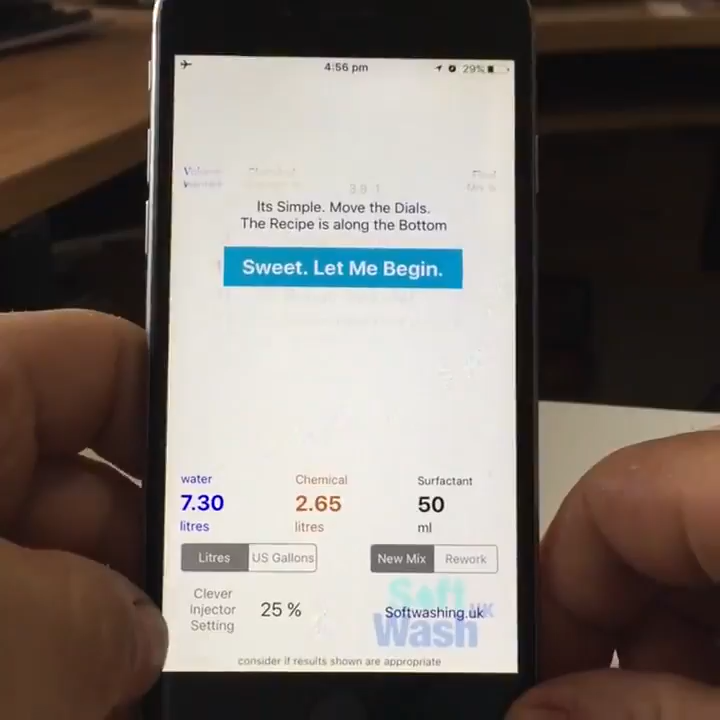 4:56 pm
29%
Its Simple. Move the Dials.
The Recipe is along the Bottom
Sweet. Let Me Begin.
water
Chemical
Surfactant
7.30
2.65
50
litres
litres
ml
Litres
US Gallons
New Mix
Rework
Clever
Injector
Setting
25 %
Soft
UK
Softwashing.uk
Wash
consider if results shown are appropriate